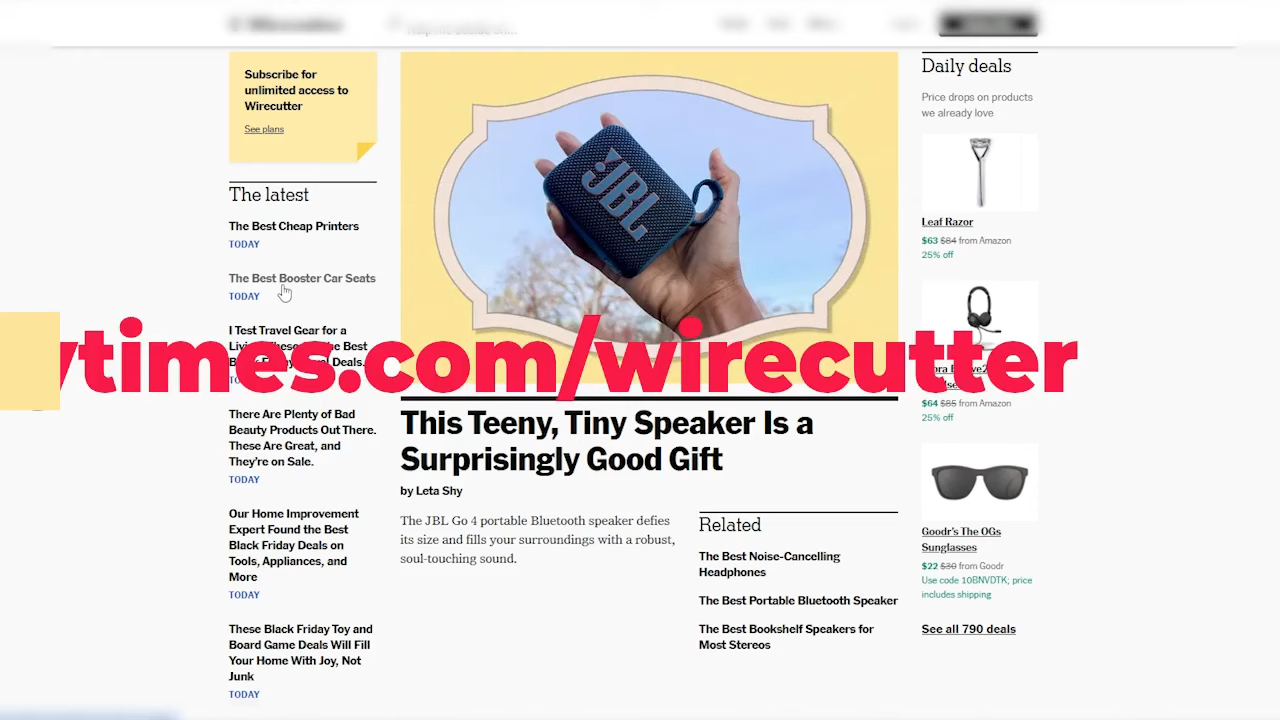 Subscribe for
unlimited access to
Wirecutter
See plans
The latest
The Best Cheap Printers
TODAY
The Best Booster Car Seats
TODAY
I Test Travel Gear for a
There Are Plenty of Bad
Beauty Products Out There.
These Are Great, and
They're on Sale.
TODAY
Our Home Improvement
Expert Found the Best
Black Friday Deals on
Tools, Appliances, and
More
TODAY
These Black Friday Toy and
Board Game Deals Will Fill
Your Home With Joy, Not
Junk
TODAY
JBL
ytimes.com/wirecutter
This Teeny, Tiny Speaker Is a
Surprisingly Good Gift
by Leta Shy
The JBL Go 4 portable Bluetooth speaker defies
its size and fills your surroundings with a robust,
soul-touching sound.
Related
The Best Noise-Cancelling
Headphones
The Best Portable Bluetooth Speaker
The Best Bookshelf Speakers for
Most Stereos
Daily deals
Price drops on products
we already love
Leaf Razor
$63 $84 from Amazon
25% off
$64 $85 from Amazon
25% off
Goodr's The OGs
Sunglasses
$22 $30 from Goodr
Use code 10BNVDTK; price
includes shipping
See all 790 deals